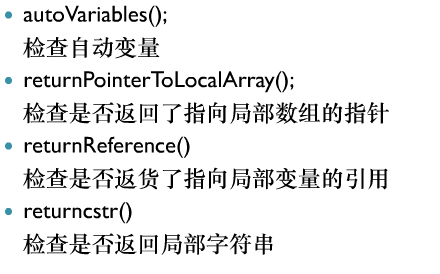 • autoVariables();
检查自动变量
• returnPointerToLocalArray();
检查是否返回了指向局部数组的指针
• returnReference()
检查是否返货了指向局部变量的引用
• returncstr()
检查是否返回局部字符串